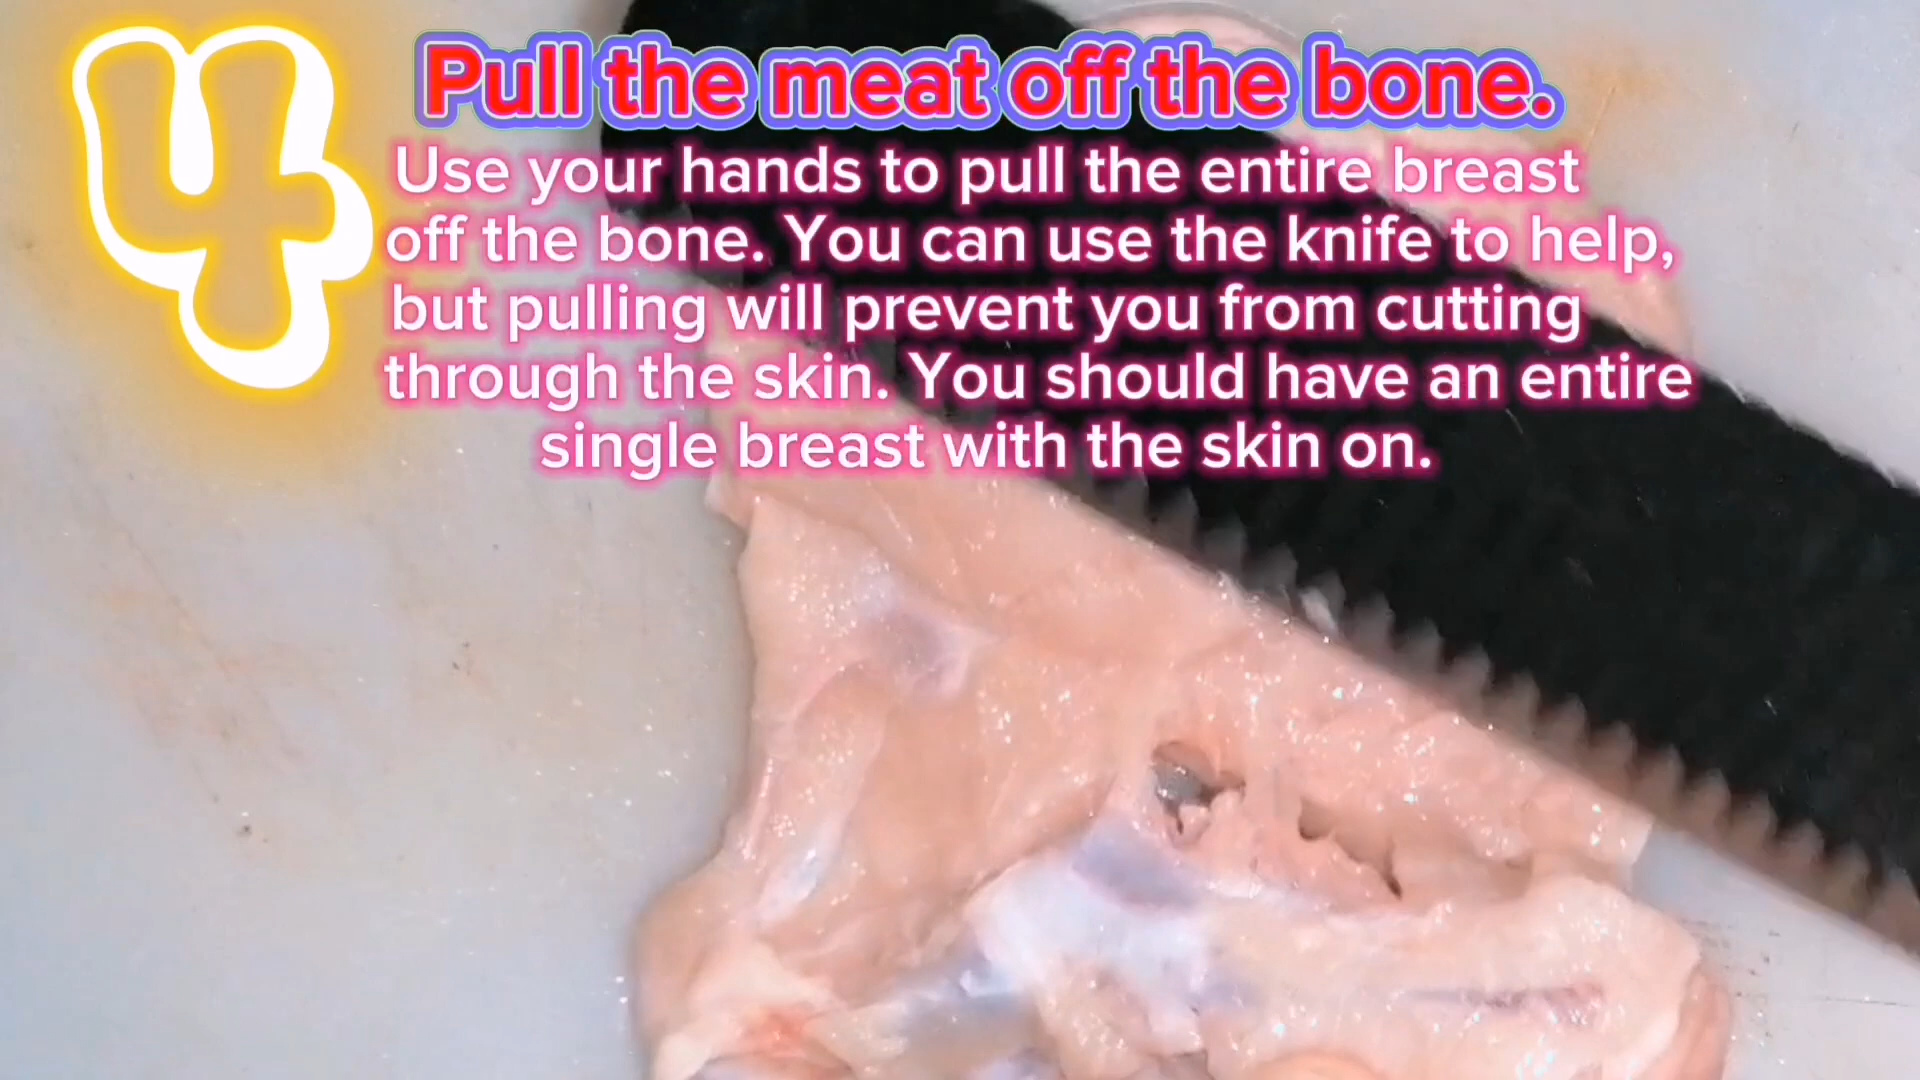 4
Pull the meat off the bone.
Use your hands to pull the entire breast
off the bone. You can use the knife to help,
but pulling will prevent you from cutting
through the skin. You should have an entire
single breast with the skin on.